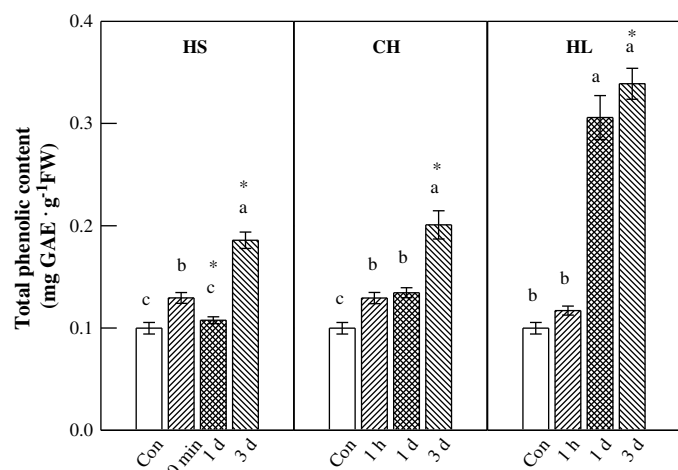 0.4
HS
CH
HL
*
a
a
0.3
Total phenolic content
(mg GAE · g-1FW)
*
*
a
a
0.2
b
*
b
b
c
c
c
b
b
0.1
0.0
Con
min
1 d
3 d
Con
1 h
1 d
3 d
Con
1 h
1 d
3 d